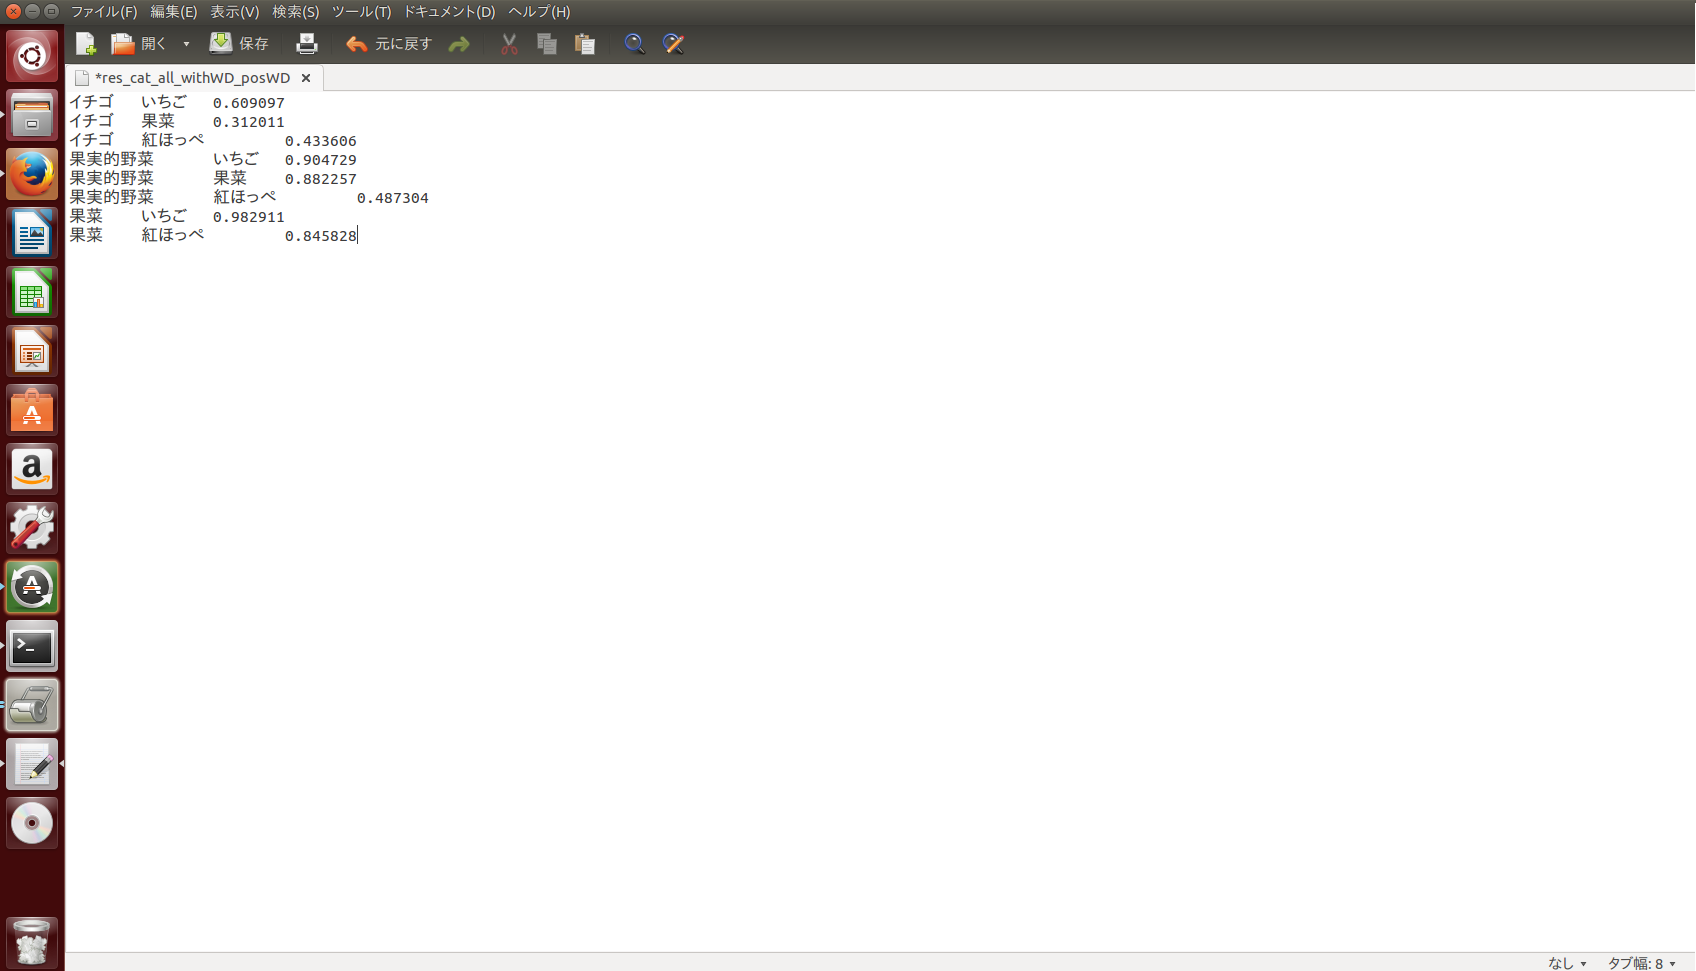 ファイル(F) 編集(E) 表示(V) 検索(S) ツール(T) ドキュメント(D) ヘルプ(H)
開く 保存 元に戻す
*res_cat_all_withWD_posWD
イチゴ いちご 0.609097
イチゴ 果菜 0.312011
イチゴ 紅ほっぺ 0.433606
果実的野菜 いちご 0.904729
果実的野菜 果菜 0.882257
果実的野菜 紅ほっぺ 0.487304
果菜 いちご 0.982911
果菜 紅ほっぺ 0.845828
なし タブ幅: 8